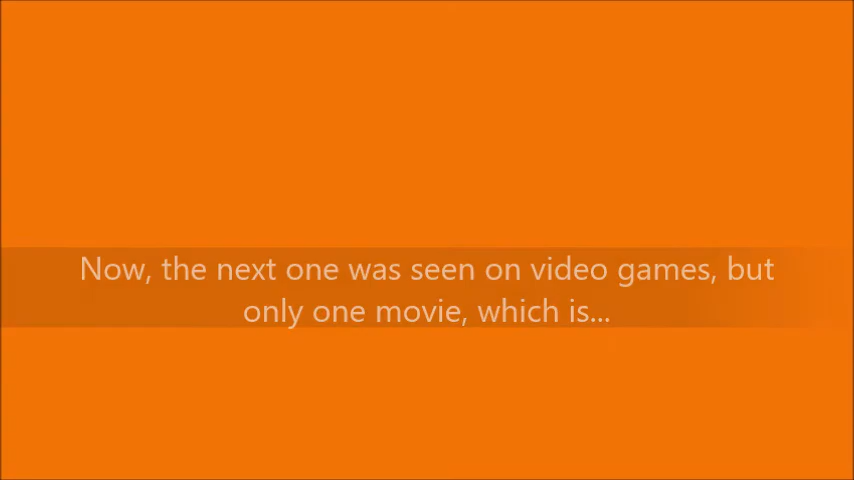 Now, the next one was seen on video games, but
only one movie, which is...